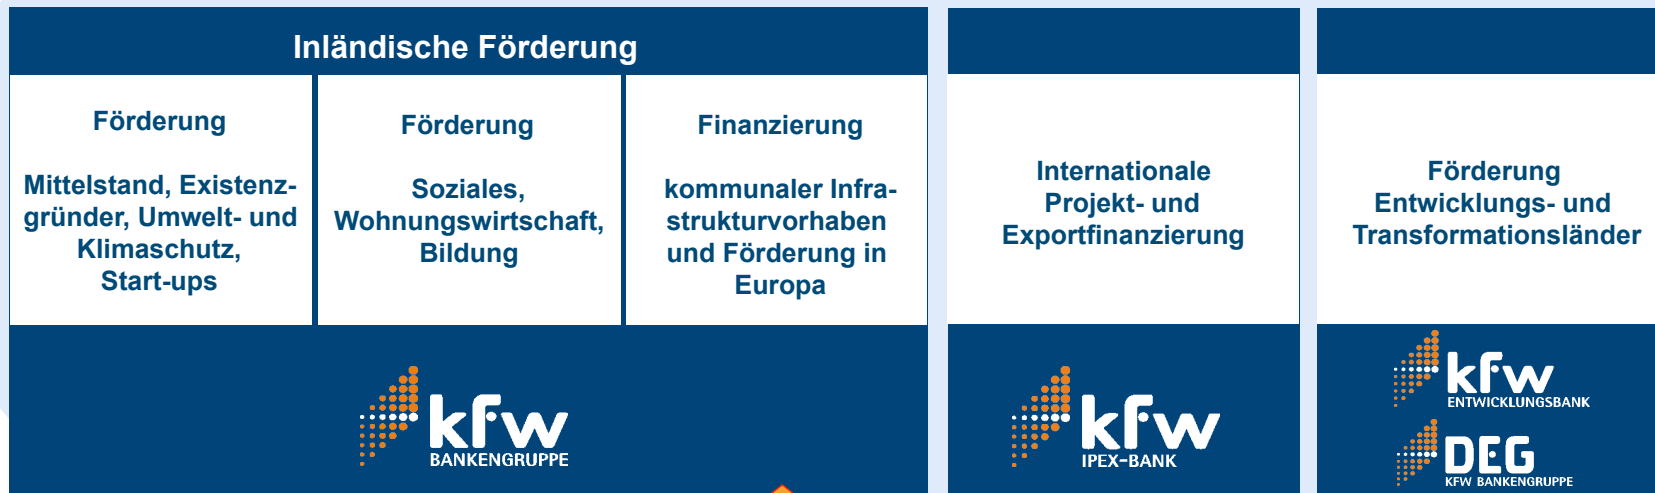 Inländische Förderung
Förderung
Mittelstand, Existenz-
gründer, Umwelt- und
Klimaschutz,
Start-ups
Förderung
Soziales,
Wohnungswirtschaft,
Bildung
Finanzierung
kommunaler Infra-
strukturvorhaben
und Förderung in
Europa
Internationale
Projekt- und
Exportfinanzierung
Förderung
Entwicklungs- und
Transformationsländer
kfw
BANKENGRUPPE
kfw
IPEX-BANK
kfw
ENTWICKLUNGSBANK
DEG
KFW BANKENGRUPPE